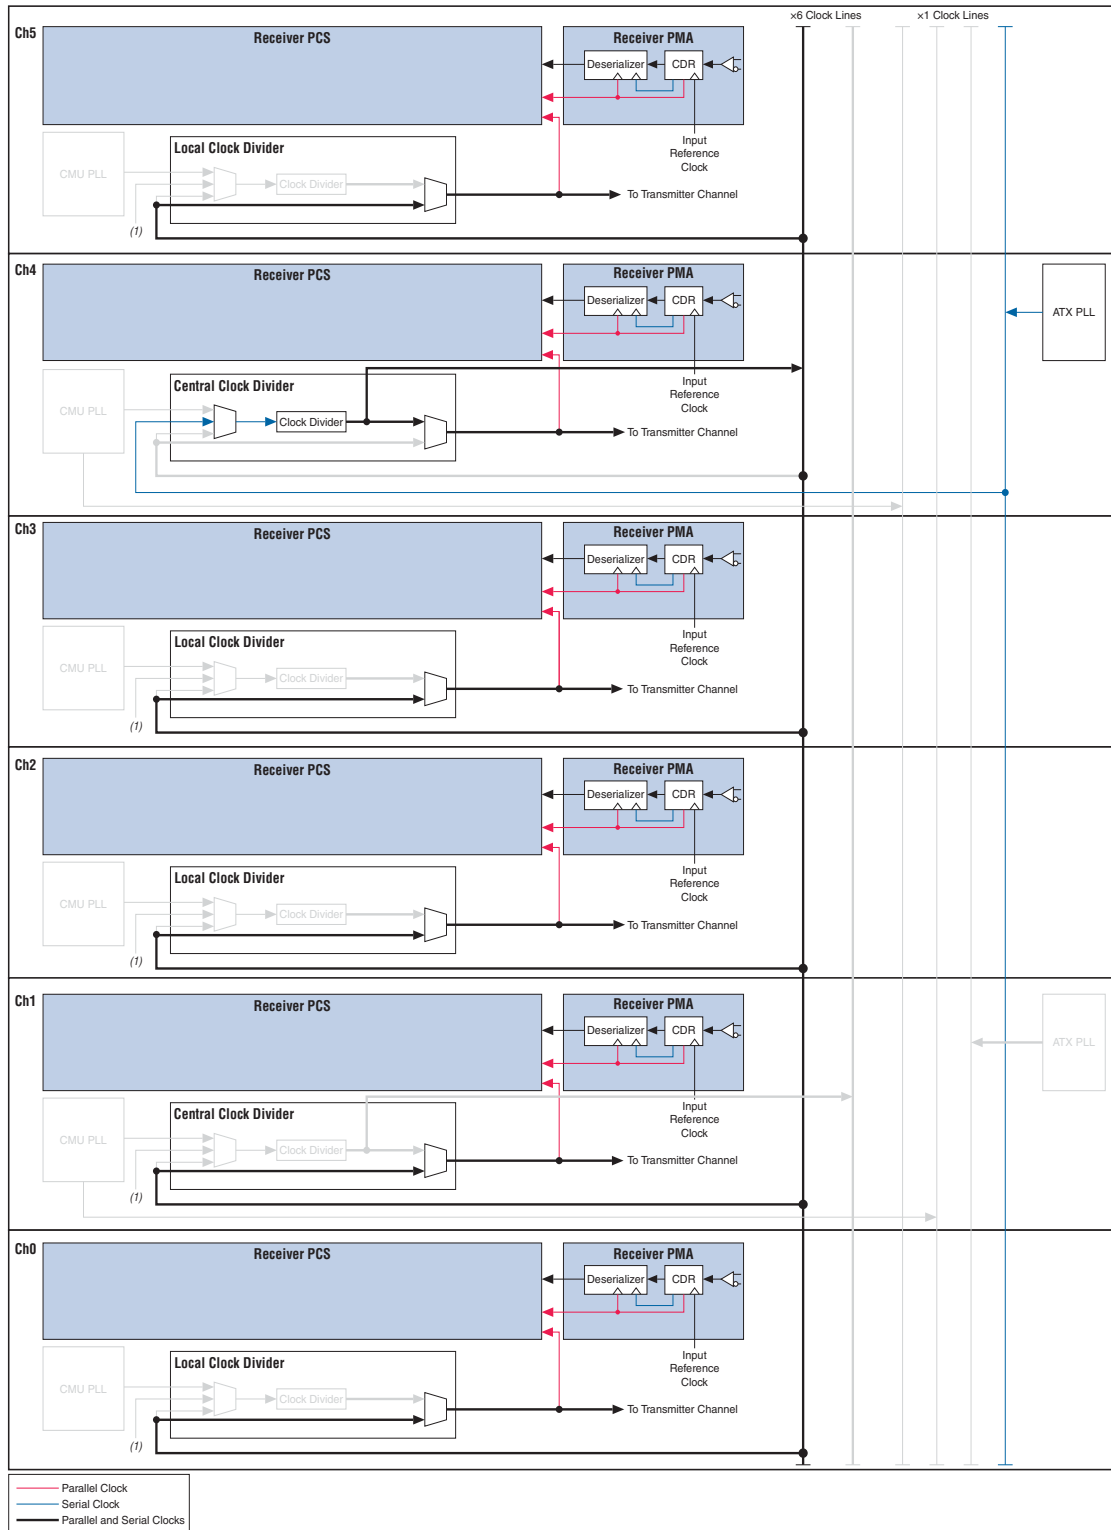 ×6 Clock Lines
×1 Clock Lines
Ch5
Receiver PCS
Receiver PMA
Deserializer
CDR
Input
Reference
Clock
CMU PLL
Local Clock Divider
Clock Divider
To Transmitter Channel
(1)
Ch4
Receiver PCS
Receiver PMA
Deserializer
CDR
ATX PLL
Input
Reference
Clock
CMU PLL
Central Clock Divider
Clock Divider
To Transmitter Channel
Ch3
Receiver PCS
Receiver PMA
Deserializer
CDR
Input
Reference
Clock
CMU PLL
Local Clock Divider
Clock Divider
To Transmitter Channel
(1)
Ch2
Receiver PCS
Receiver PMA
Deserializer
CDR
Input
Reference
Clock
CMU PLL
Local Clock Divider
Clock Divider
To Transmitter Channel
(1)
Ch1
Receiver PCS
Receiver PMA
Deserializer
CDR
ATX PLL
Input
Reference
Clock
CMU PLL
Central Clock Divider
Clock Divider
To Transmitter Channel
(1)
Ch0
Receiver PCS
Receiver PMA
Deserializer
CDR
Input
Reference
Clock
CMU PLL
Local Clock Divider
Clock Divider
To Transmitter Channel
(1)
Parallel Clock
Serial Clock
Parallel and Serial Clocks